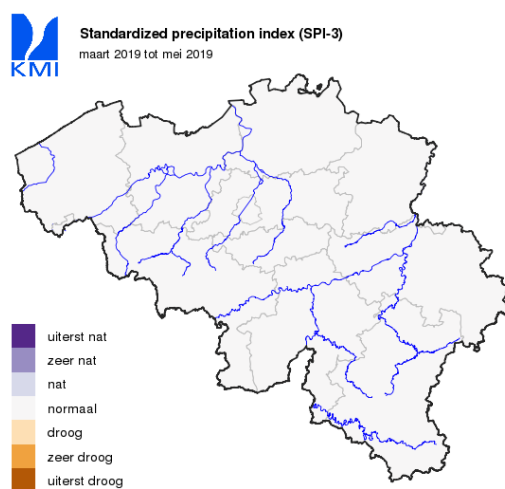 Standardized precipitation index (SPI-3)
maart 2019 tot mei 2019
KMI
uiterst nat
zeer nat
nat
normaal
droog
zeer droog
uiterst droog